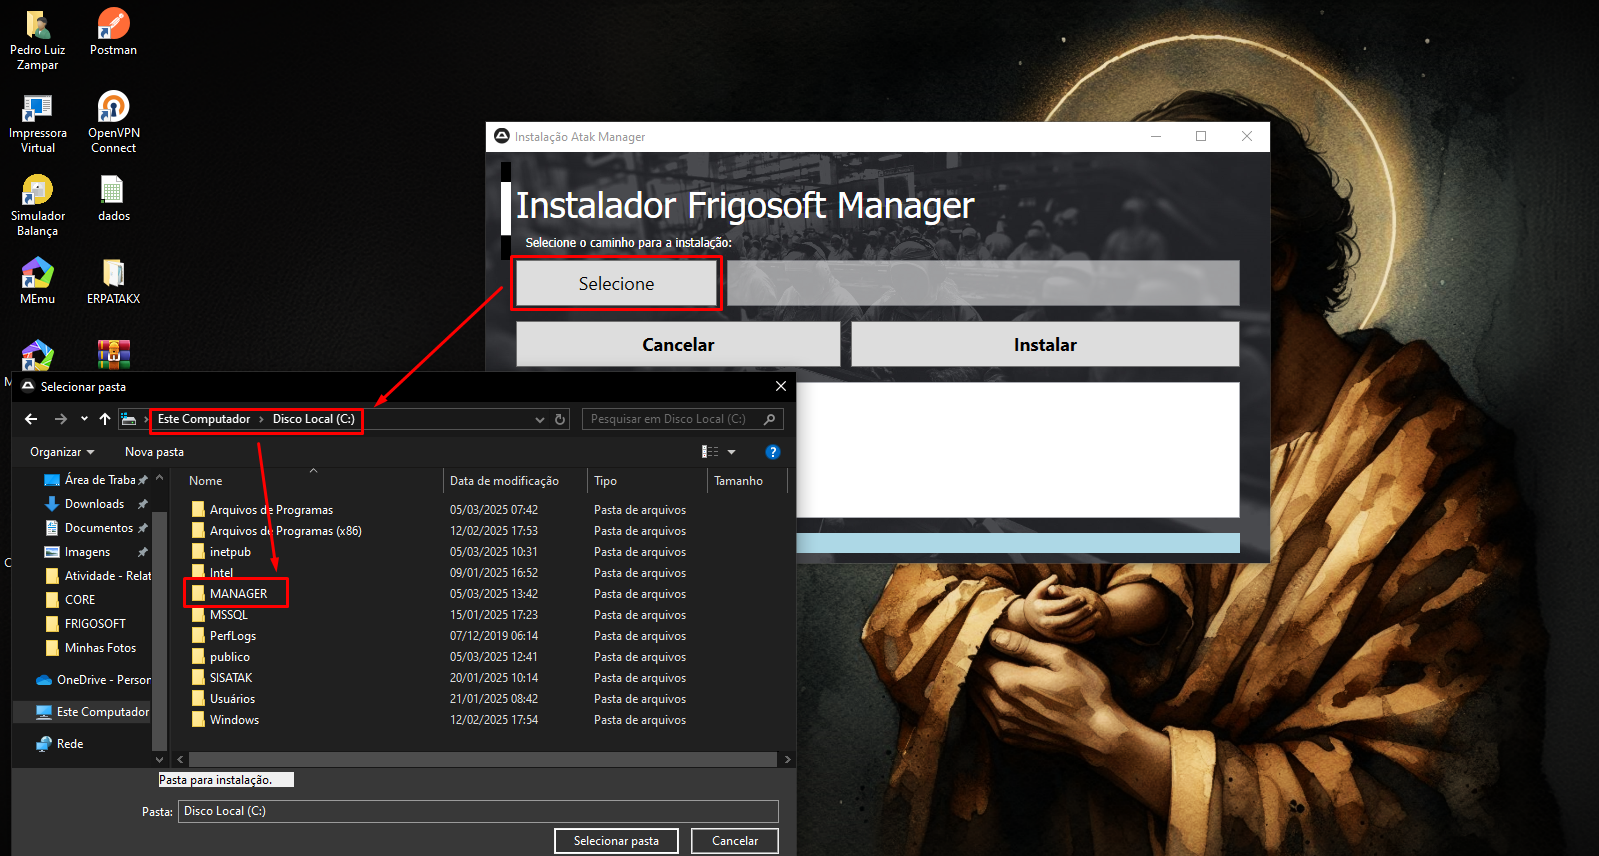 Pedro Luiz
Zampar
Postman
Impressora
Virtual
OpenVPN
Connect
Simulador
Balança
dados
MEmu
ERPATAKX
Instalação Atak Manager
Instalador Frigosoft Manager
Selecione o caminho para a instalação:
Selecione
Cancelar
Instalar
Selecionar pasta
Este Computador > Disco Local (C:)
Pesquisar em Disco Local (C:)
Organizar
Nova pasta
Nome
Data de modificação
Tipo
Tamanho
Área de Traba
Downloads
Documentos
Imagens
Atividade - Relat
CORE
FRIGOSOFT
Minhas Fotos
OneDrive - Person
Este Computador
Rede
Arquivos de Programas 05/03/2025 07:42 Pasta de arquivos
Arquivos de Programas (x86) 12/02/2025 17:53 Pasta de arquivos
inetpub 05/03/2025 10:31 Pasta de arquivos
Intel 09/01/2025 16:52 Pasta de arquivos
MANAGER 05/03/2025 13:42 Pasta de arquivos
MSSQL 15/01/2025 17:23 Pasta de arquivos
PerfLogs 07/12/2019 06:14 Pasta de arquivos
publico 05/03/2025 12:41 Pasta de arquivos
SISATAK 20/01/2025 10:14 Pasta de arquivos
Usuários 21/01/2025 08:42 Pasta de arquivos
Windows 12/02/2025 17:54 Pasta de arquivos
Pasta para instalação.
Pasta: Disco Local (C:)
Selecionar pasta
Cancelar